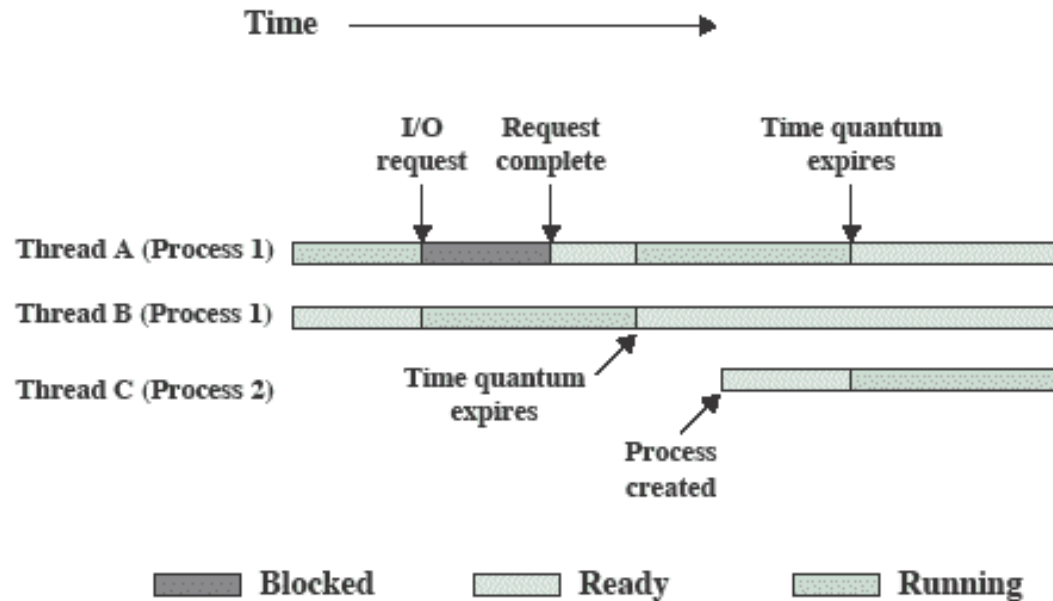 Time
I/O
request
Request
complete
Time quantum
expires
Thread A (Process 1)
Thread B (Process 1)
Thread C (Process 2)
Time quantum
expires
Process
created
Blocked
Ready
Running